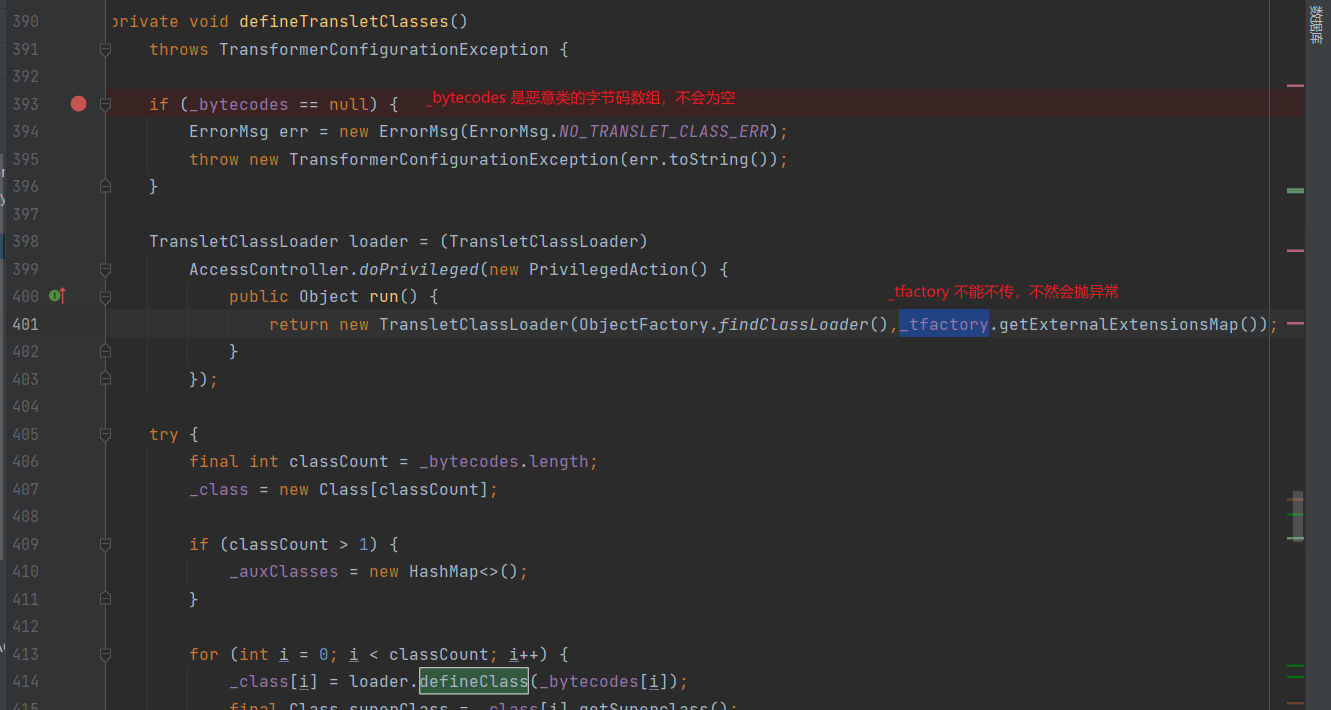 数据库
390 private void defineTransletClasses()
391 throws TransformerConfigurationException {
392
393 if (_bytecodes == null) { _bytecodes 是恶意类的字节码数组，不会为空
394 ErrorMsg err = new ErrorMsg(ErrorMsg.NO_TRANSLET_CLASS_ERR);
395 throw new TransformerConfigurationException(err.toString());
396 }
397
398 TransletClassLoader loader = (TransletClassLoader)
399 AccessController.doPrivileged(new PrivilegedAction() {
400 public Object run() { _tfactory 不能不传，不然会抛异常
401 return new TransletClassLoader(ObjectFactory.findClassLoader(),_tfactory.getExternalExtensionsMap());
402 }
403 });
404
405 try {
406 final int classCount = _bytecodes.length;
407 _class = new Class[classCount];
408
409 if (classCount > 1) {
410 _auxClasses = new HashMap<>();
411 }
412
413 for (int i = 0; i < classCount; i++) {
414 _class[i] = loader.defineClass(_bytecodes[i]);
415 final Class superClass = _class[i].getSuperclass();